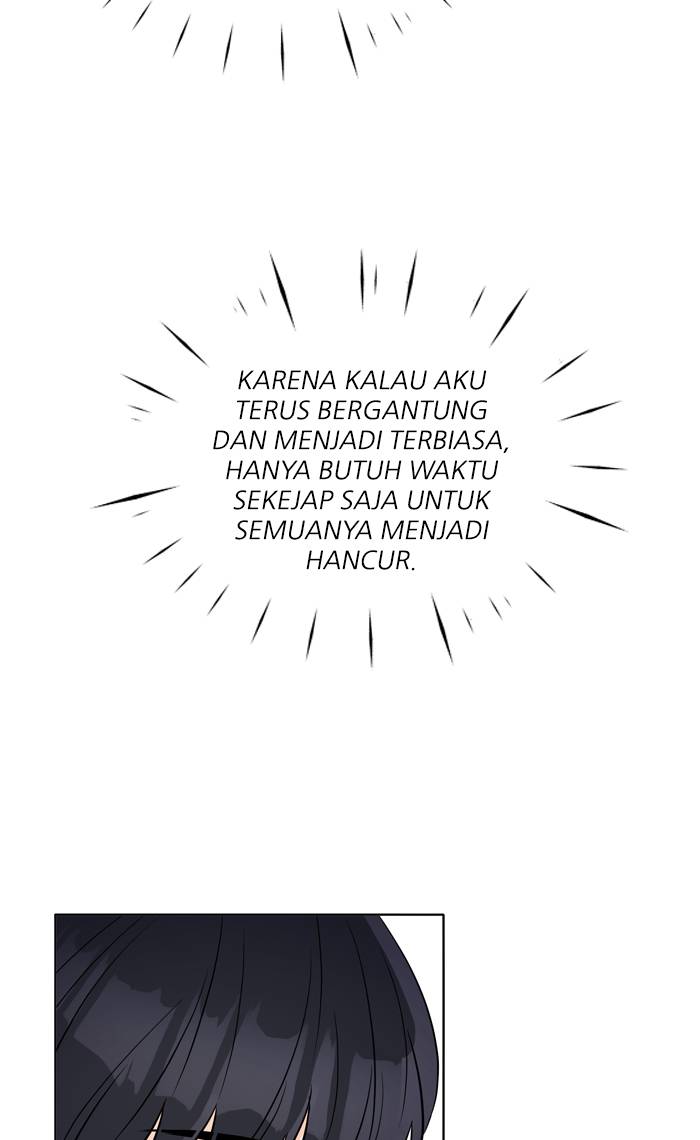 KARENA KALAU AKU
TERUS BERGANTUNG
DAN MENJADI TERBIASA,
HANYA BUTUH WAKTU
SEKEJAP SAJA UNTUK
SEMUANYA MENJADI
HANCUR.